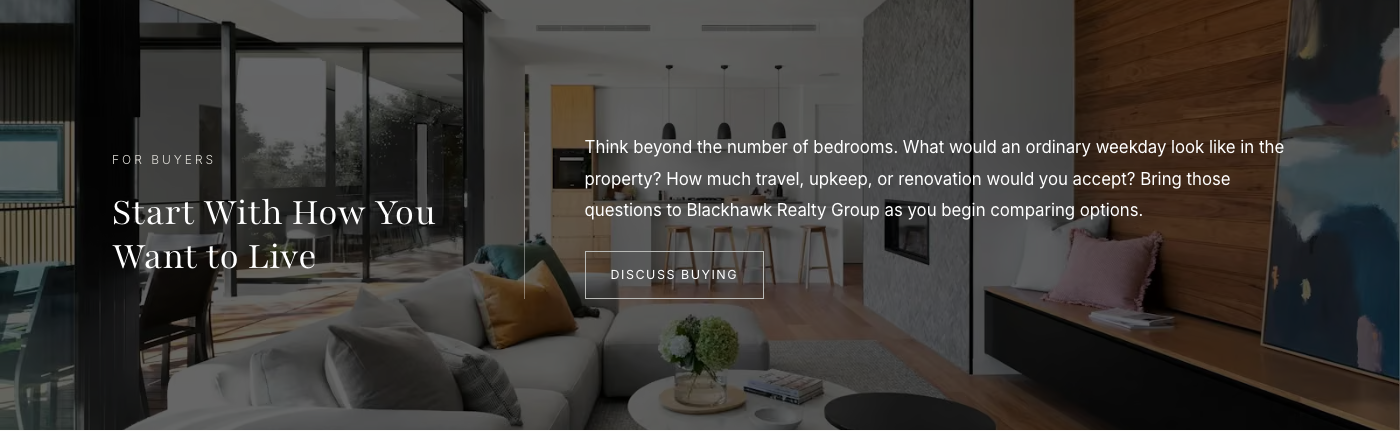 FOR BUYERS
Start With How You
Want to Live
Think beyond the number of bedrooms. What would an ordinary weekday look like in the
property? How much travel, upkeep, or renovation would you accept? Bring those
questions to Blackhawk Realty Group as you begin comparing options.
DISCUSS BUYING